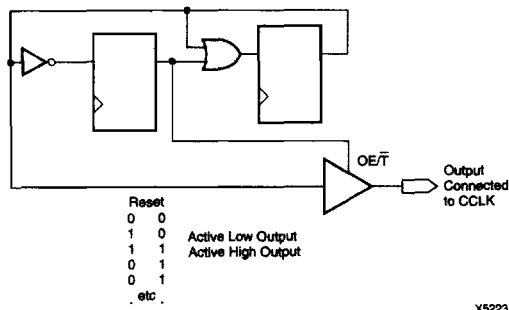 OE/T̅
Output
Connected
to CCLK
Reset
0 0
1 0 Active Low Output
1 1 Active High Output
0 1
0 1
. etc .
X5223